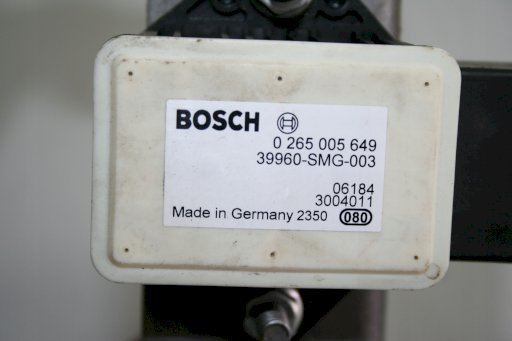 BOSCH
0 265 005 649
39960-SMG-003
06184
3004011
Made in Germany 2350 080